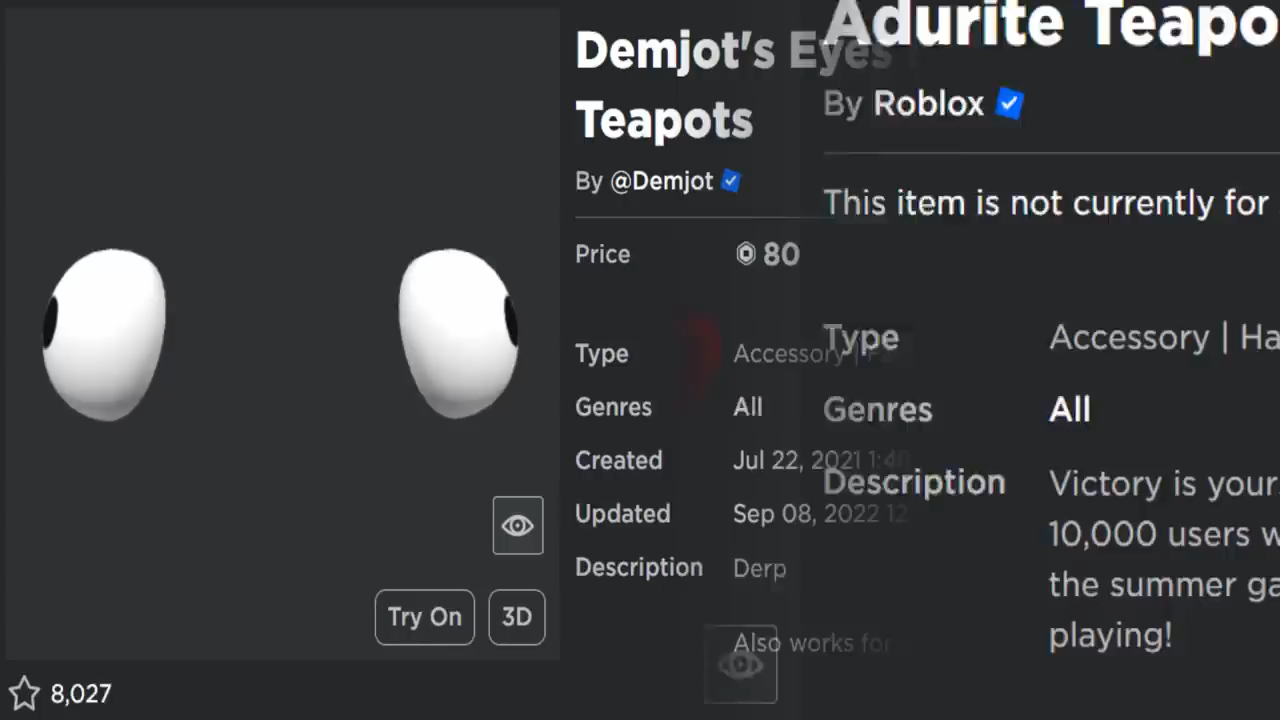 Demjot's Eyes
Teapots
By @Demjot
Price
80
Type
Accessory |
Genres
All
Created
Jul 22, 2021
Updated
Sep 08, 2022 12
Description
Derp
Also works for
Try On
3D
8,027
Adurite Teapo
By Roblox
This item is not currently for
Type
Accessory | Ha
Genres
All
Description
Victory is your
10,000 users w
the summer ga
playing!